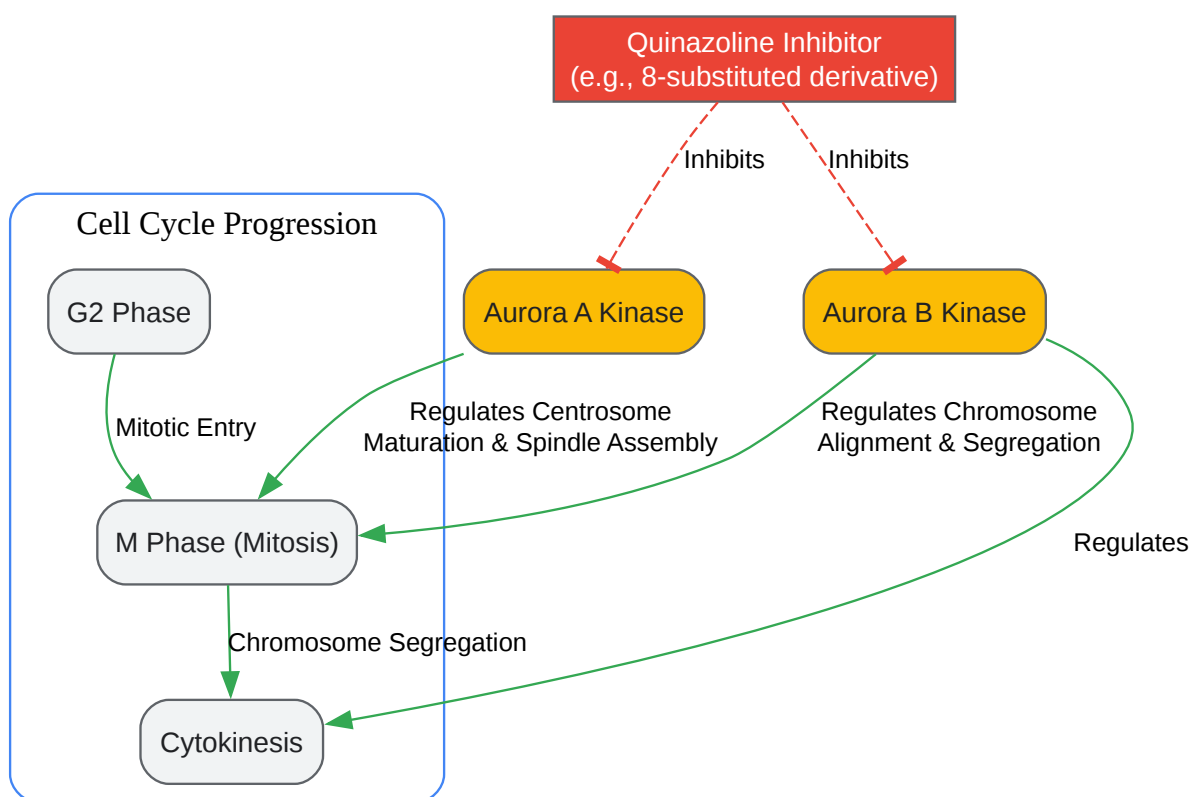 Quinazoline Inhibitor
(e.g., 8-substituted derivative)
Inhibits
Inhibits
Cell Cycle Progression
G2 Phase
Aurora A Kinase
Aurora B Kinase
Mitotic Entry
Regulates Centrosome
Maturation & Spindle Assembly
Regulates Chromosome
Alignment & Segregation
M Phase (Mitosis)
Regulates
Chromosome Segregation
Cytokinesis